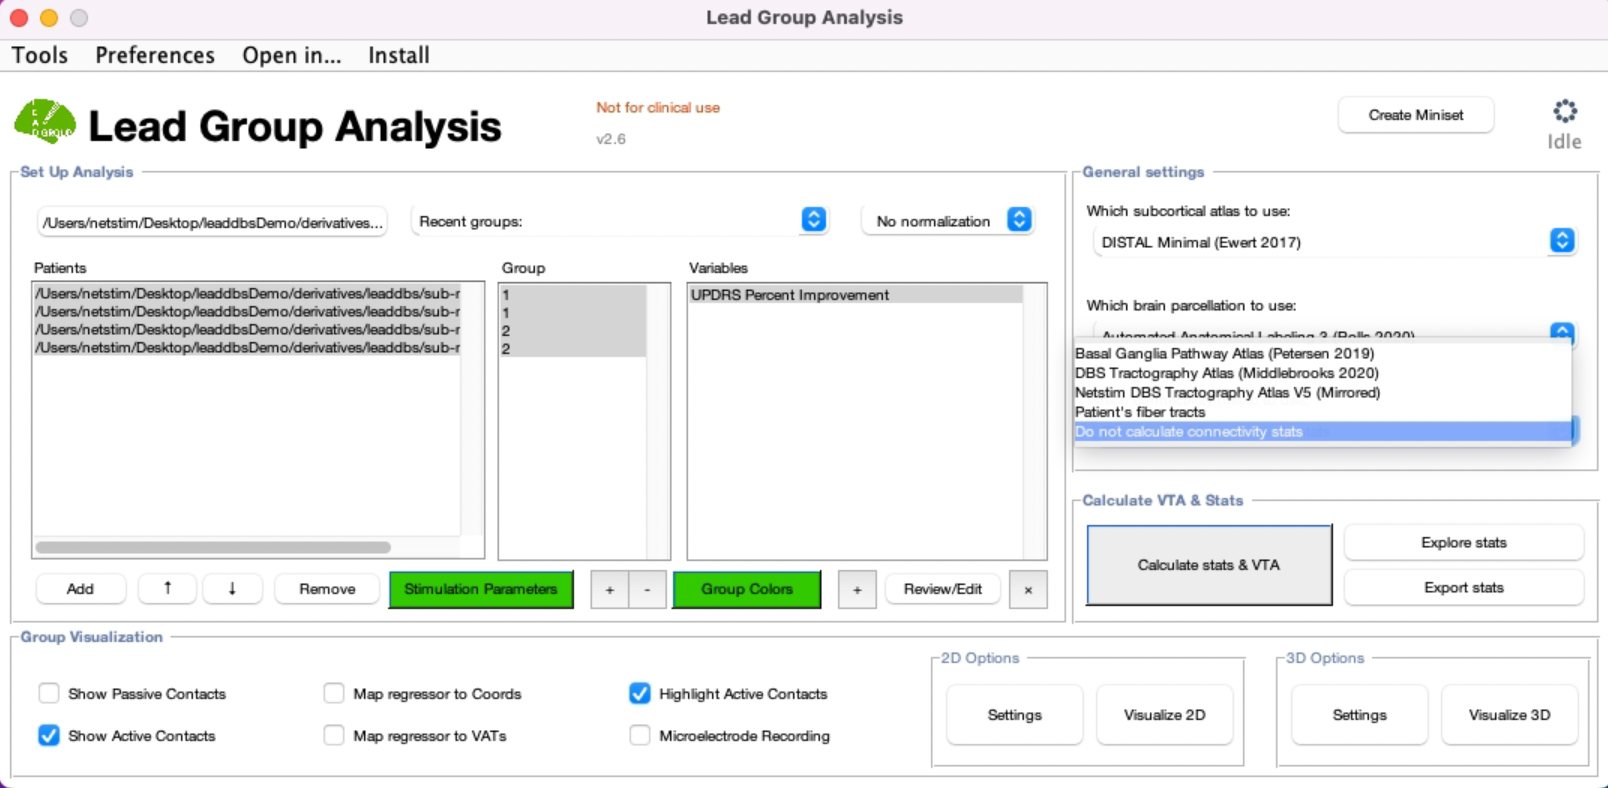 Lead Group Analysis
Tools Preferences Open in... Install
LEAD GROUP
Lead Group Analysis
Not for clinical use
v2.6
Create Miniset
Idle
Set Up Analysis
/Users/netstim/Desktop/leaddbsDemo/derivatives...
Recent groups:
No normalization
Patients
/Users/netstim/Desktop/leaddbsDemo/derivatives/leaddbs/sub-r
/Users/netstim/Desktop/leaddbsDemo/derivatives/leaddbs/sub-r
/Users/netstim/Desktop/leaddbsDemo/derivatives/leaddbs/sub-r
/Users/netstim/Desktop/leaddbsDemo/derivatives/leaddbs/sub-r
Group
1
1
2
2
Variables
UPDRS Percent Improvement
Add ↑ ↓ Remove Stimulation Parameters + - Group Colors + Review/Edit ×
General settings
Which subcortical atlas to use:
DISTAL Minimal (Ewert 2017)
Which brain parcellation to use:
Automated Anatomical Labeling 3 (Rolls 2020)
Basal Ganglia Pathway Atlas (Petersen 2019)
DBS Tractography Atlas (Middlebrooks 2020)
Netstim DBS Tractography Atlas V5 (Mirrored)
Patient's fiber tracts
Do not calculate connectivity stats
Calculate VTA & Stats
Calculate stats & VTA
Explore stats
Export stats
Group Visualization
Show Passive Contacts
Map regressor to Coords
Highlight Active Contacts
Show Active Contacts
Map regressor to VATs
Microelectrode Recording
2D Options
Settings
Visualize 2D
3D Options
Settings
Visualize 3D